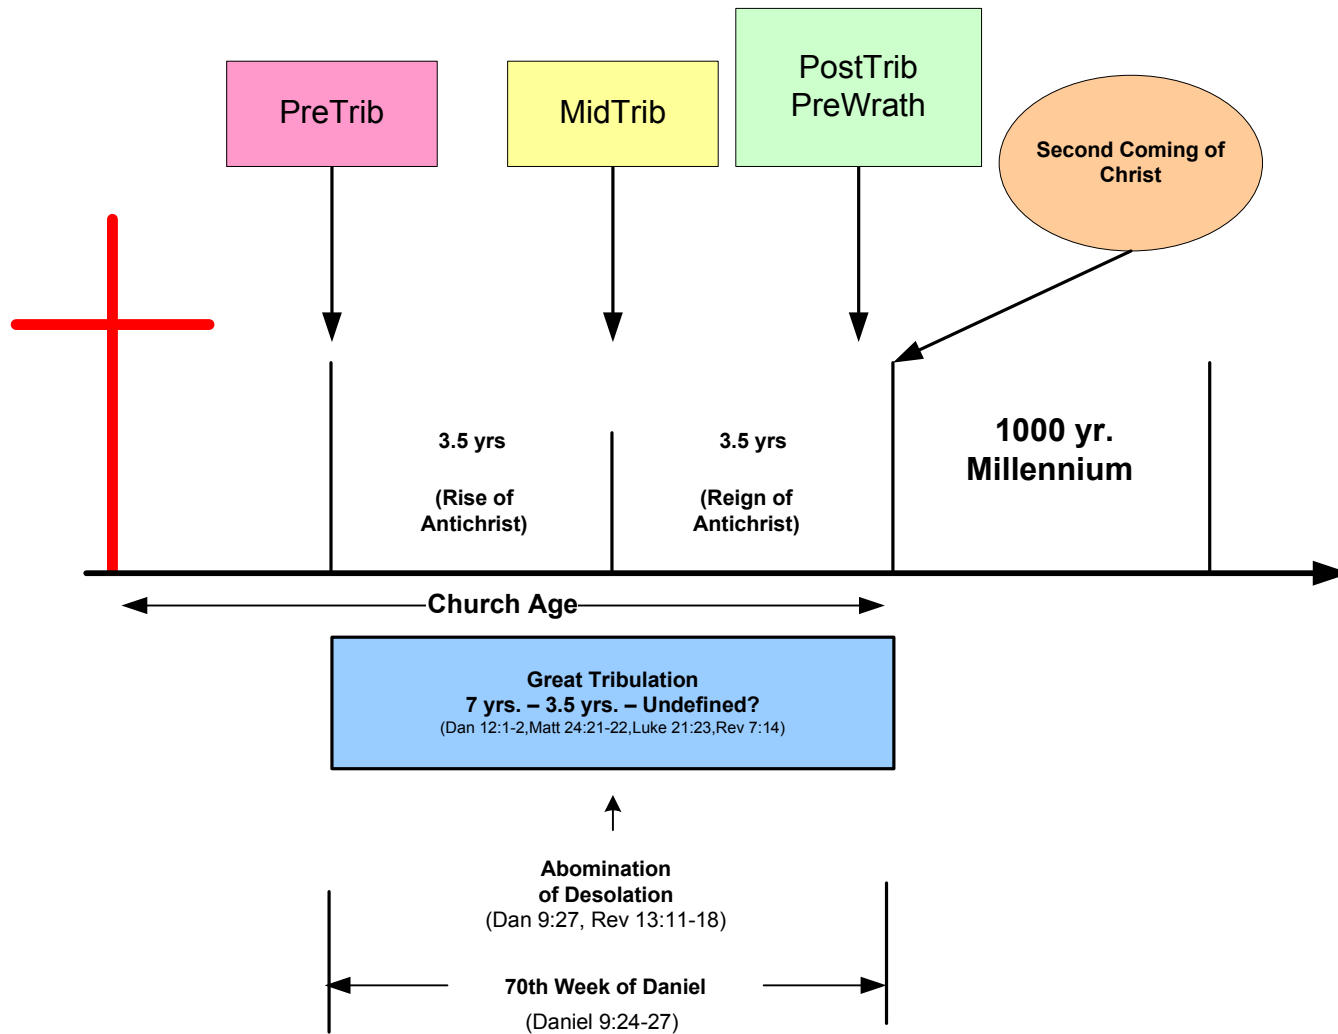 PreTrib
MidTrib
PostTrib
PreWrath
Second Coming of
Christ
3.5 yrs
(Rise of
Antichrist)
3.5 yrs
(Reign of
Antichrist)
1000 yr.
Millennium
Church Age
Great Tribulation
7 yrs. – 3.5 yrs. – Undefined?
(Dan 12:1-2,Matt 24:21-22,Luke 21:23,Rev 7:14)
Abomination
of Desolation
(Dan 9:27, Rev 13:11-18)
70th Week of Daniel
(Daniel 9:24-27)